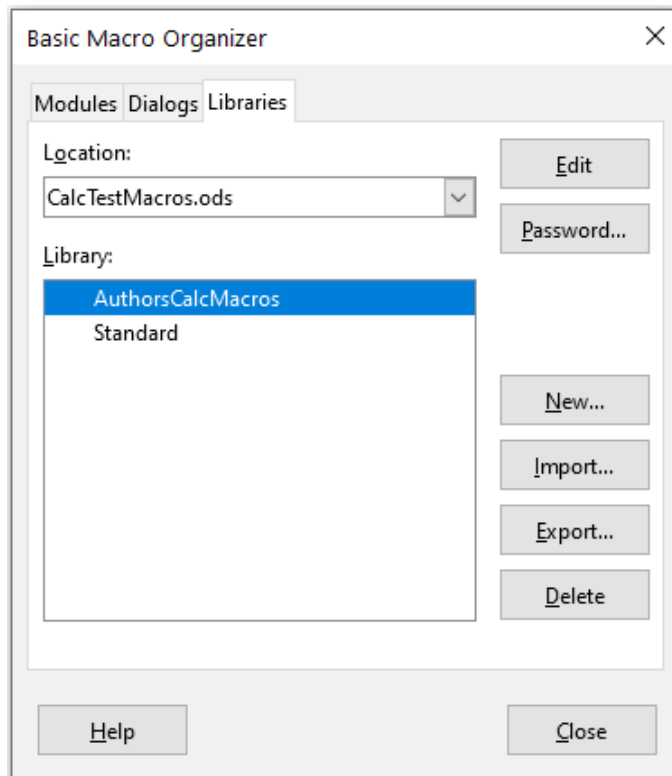 Basic Macro Organizer
Modules Dialogs Libraries
Location:
CalcTestMacros.ods
Edit
Password...
Library:
AuthorsCalcMacros
Standard
New...
Import...
Export...
Delete
Help
Close